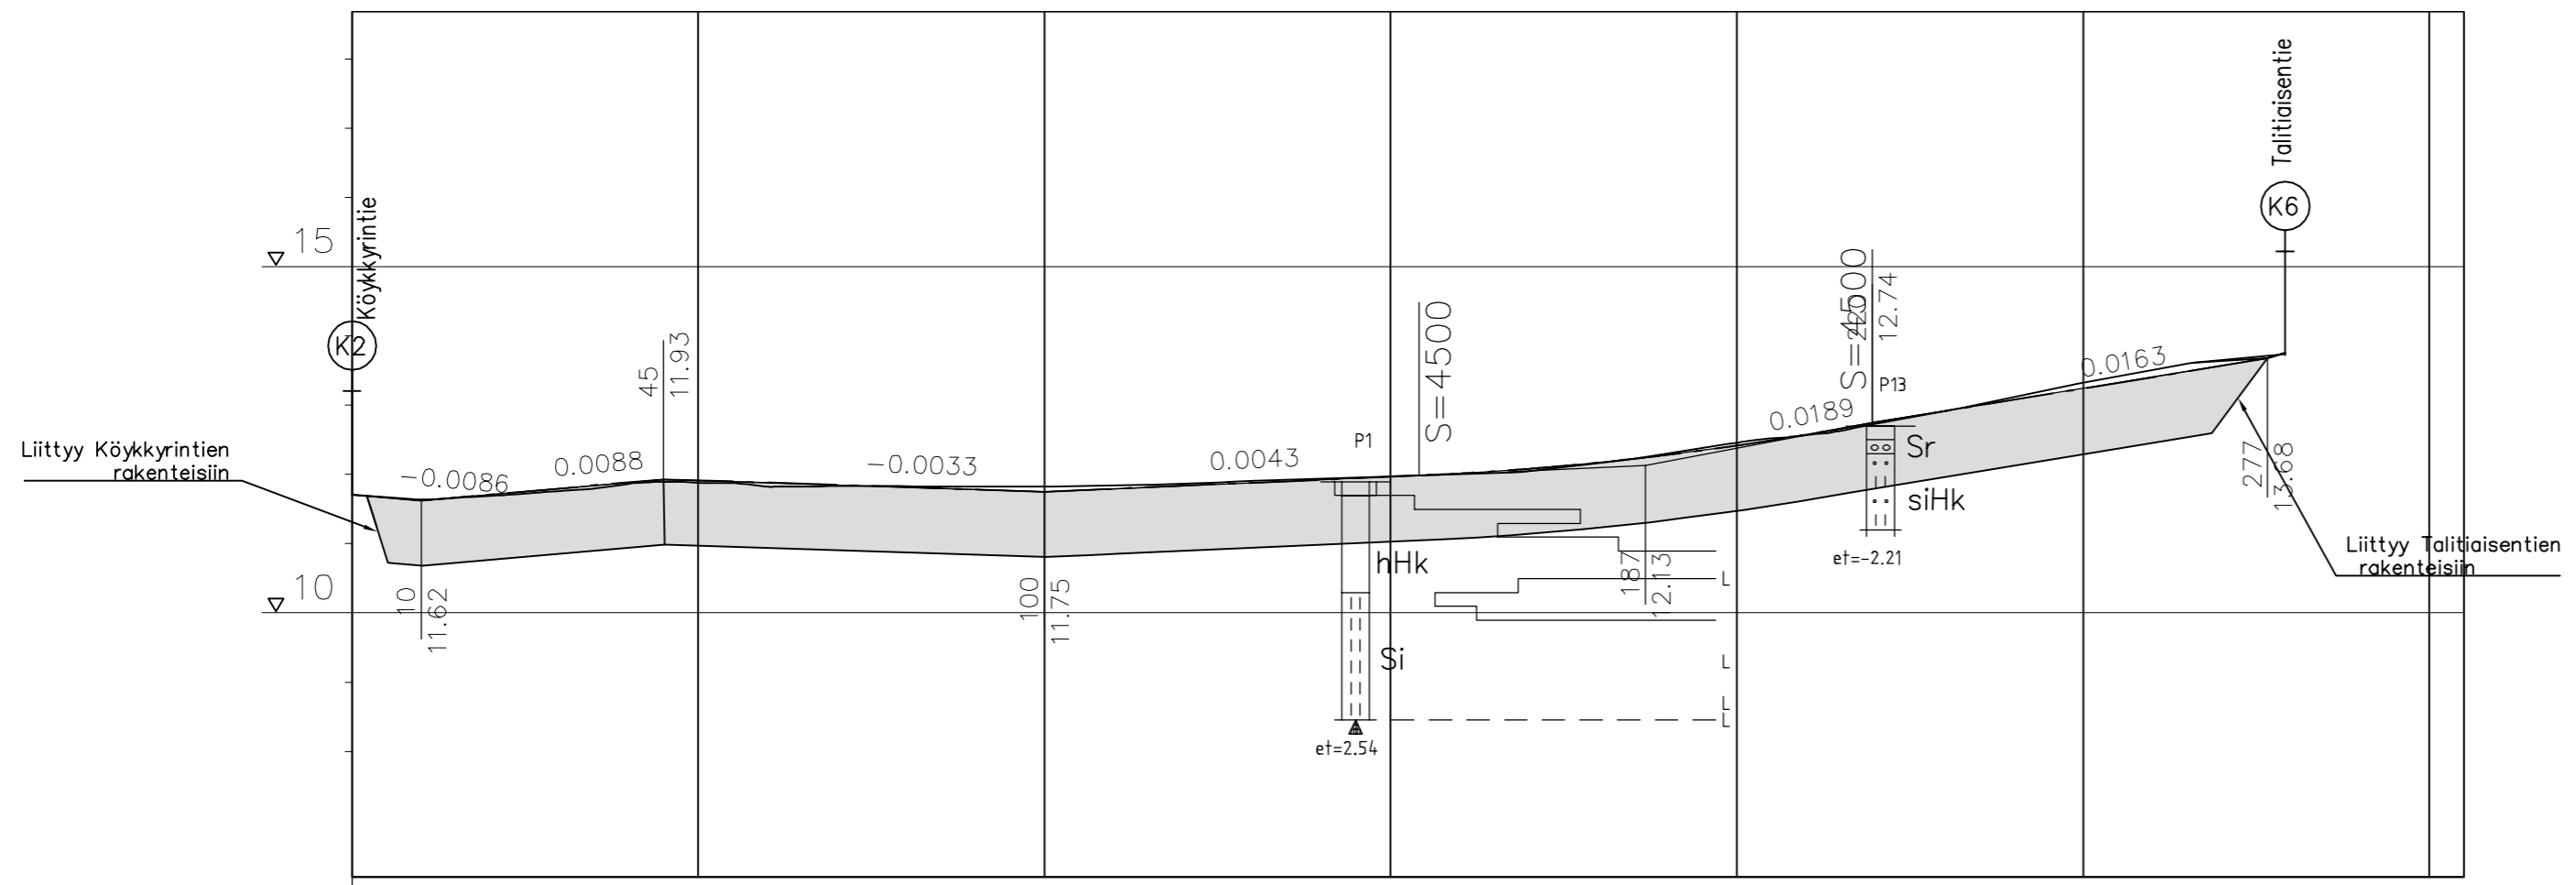 Talitiaisentie
K6
15
Köykkyrintie
K2
45
11.93
S=4500
S=4500
12.74
P13
P1
0.0163
0.0189
Liittyy Köykkyrintien
rakenteisiin
-0.0086
0.0088
-0.0033
0.0043
Sr
siHk
et=-2.21
277
13.68
Liittyy Talitiaisentien
rakenteisiin
10
10
11.62
100
11.75
hHk
187
12.13
L
Si
L
L
L
et=2.54